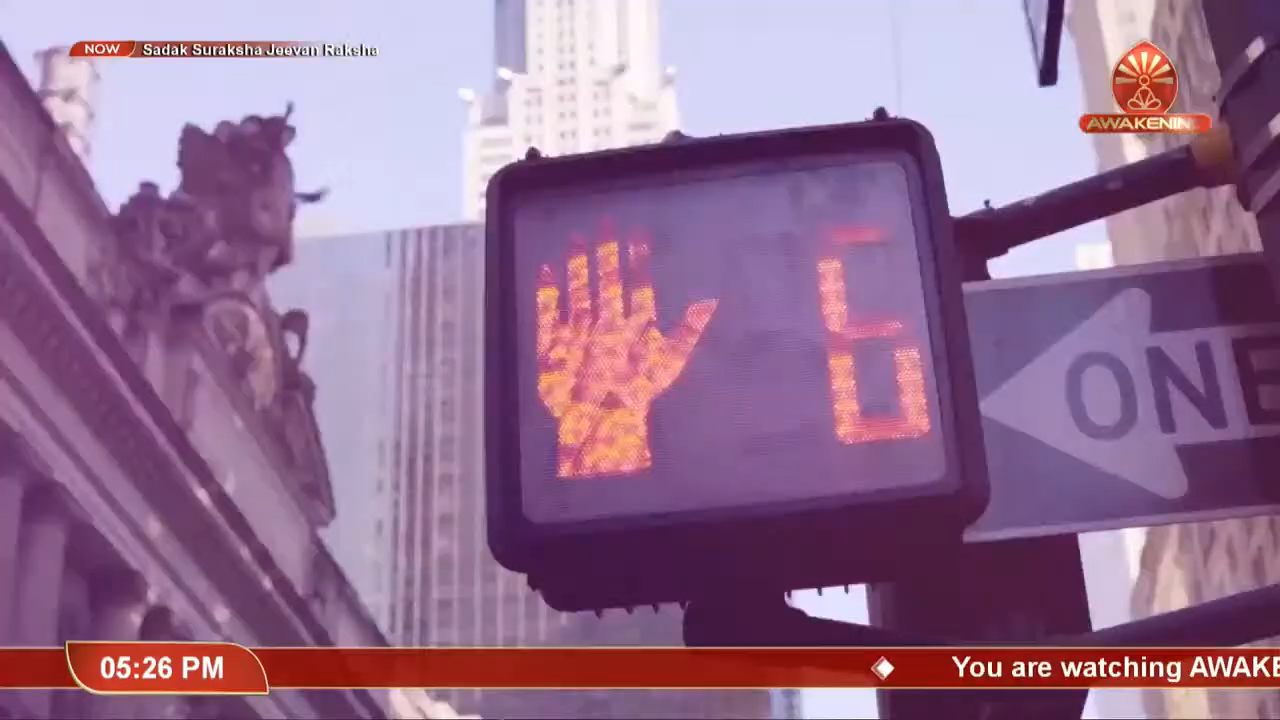 NOW Sadak Suraksha Jeevan Raksha
AWAKENIN
6
ONE
05:26 PM
You are watching AWAKE